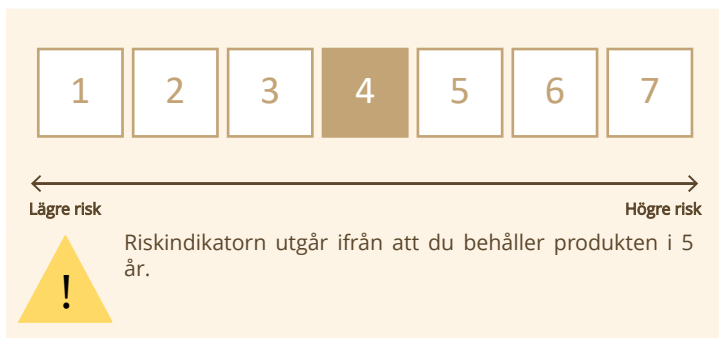 1 2 3 4 5 6 7
Lägre risk Högre risk
Riskindikatorn utgår ifrån att du behåller produkten i 5
år.
!